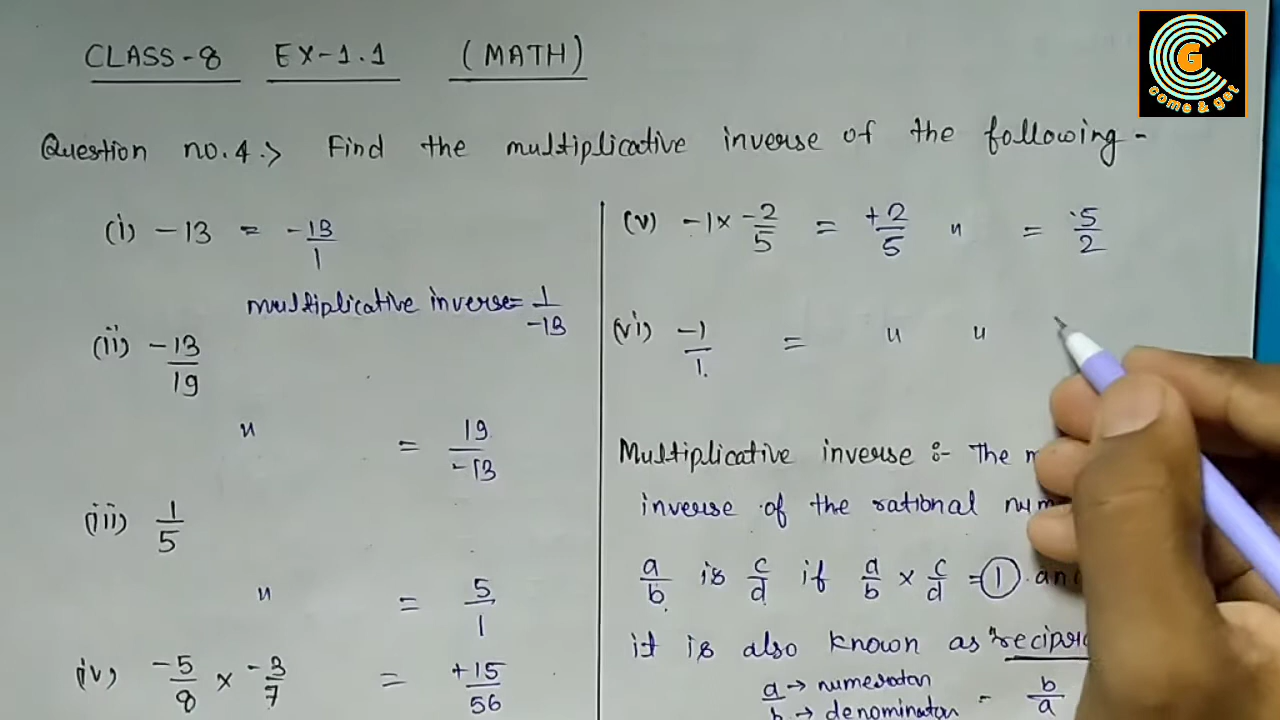 CLASS-8 EX-1.1 (MATH)
G
come & get
Question no.4.> Find the multiplicative inverse of the following -
(i) -13 = -13/1
multiplicative inverse = 1/-13
(ii) -13/19
" = 19/-13
(iii) 1/5
" = 5/1
(iv) -5/8 × -3/7 = +15/56
(v) -1× -2/5 = +2/5 " = 5/2
(vi) -1/1. = " "
Multiplicative inverse :- The
inverse of the rational
a/b is c/d if a/b × c/d = 1
it is also known as "
a → numerator = b/a
b → denominator